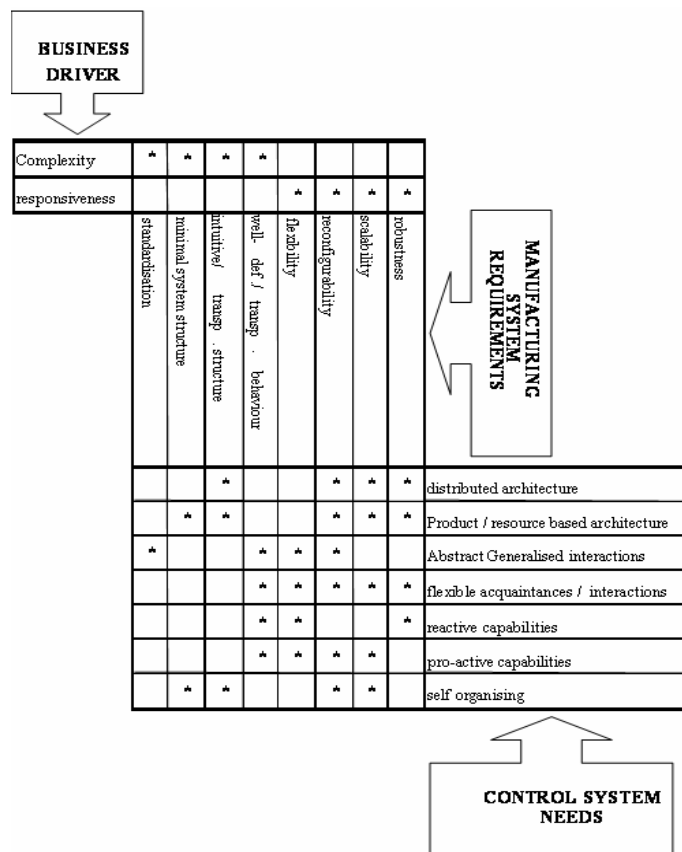 BUSINESS
DRIVER
Complexity * * * *
responsiveness * * * *
standardisation
minimal system structure
intuitive/ transp . structure
well- def / transp . behaviour
flexibility
reconfigurability
scalability
robustness
MANUFACTURING
SYSTEM
REQUIREMENTS
* * * * distributed architecture
* * * * * Product / resource based architecture
* * * * Abstract Generalised interactions
* * * * * flexible acquaintances / interactions
* * * reactive capabilities
* * * * pro-active capabilities
* * * * self organising
CONTROL SYSTEM
NEEDS